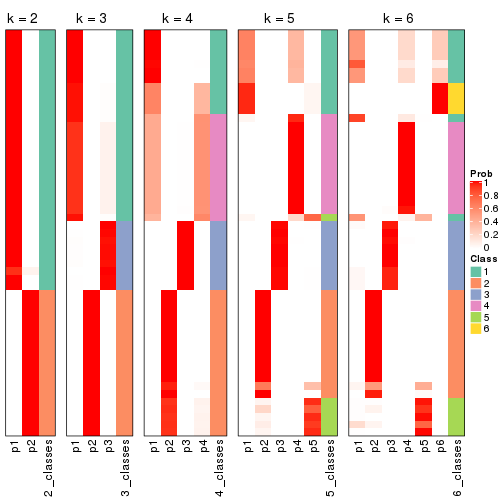 k = 2
k = 3
k = 4
k = 5
k = 6
Prob
1
0.8
0.6
0.4
0.2
0
Class
1
2
3
4
5
6
p1
p2
2_classes
p1
p2
p3
3_classes
p1
p2
p3
p4
4_classes
p1
p2
p3
p4
p5
5_classes
p1
p2
p3
p4
p5
p6
6_classes